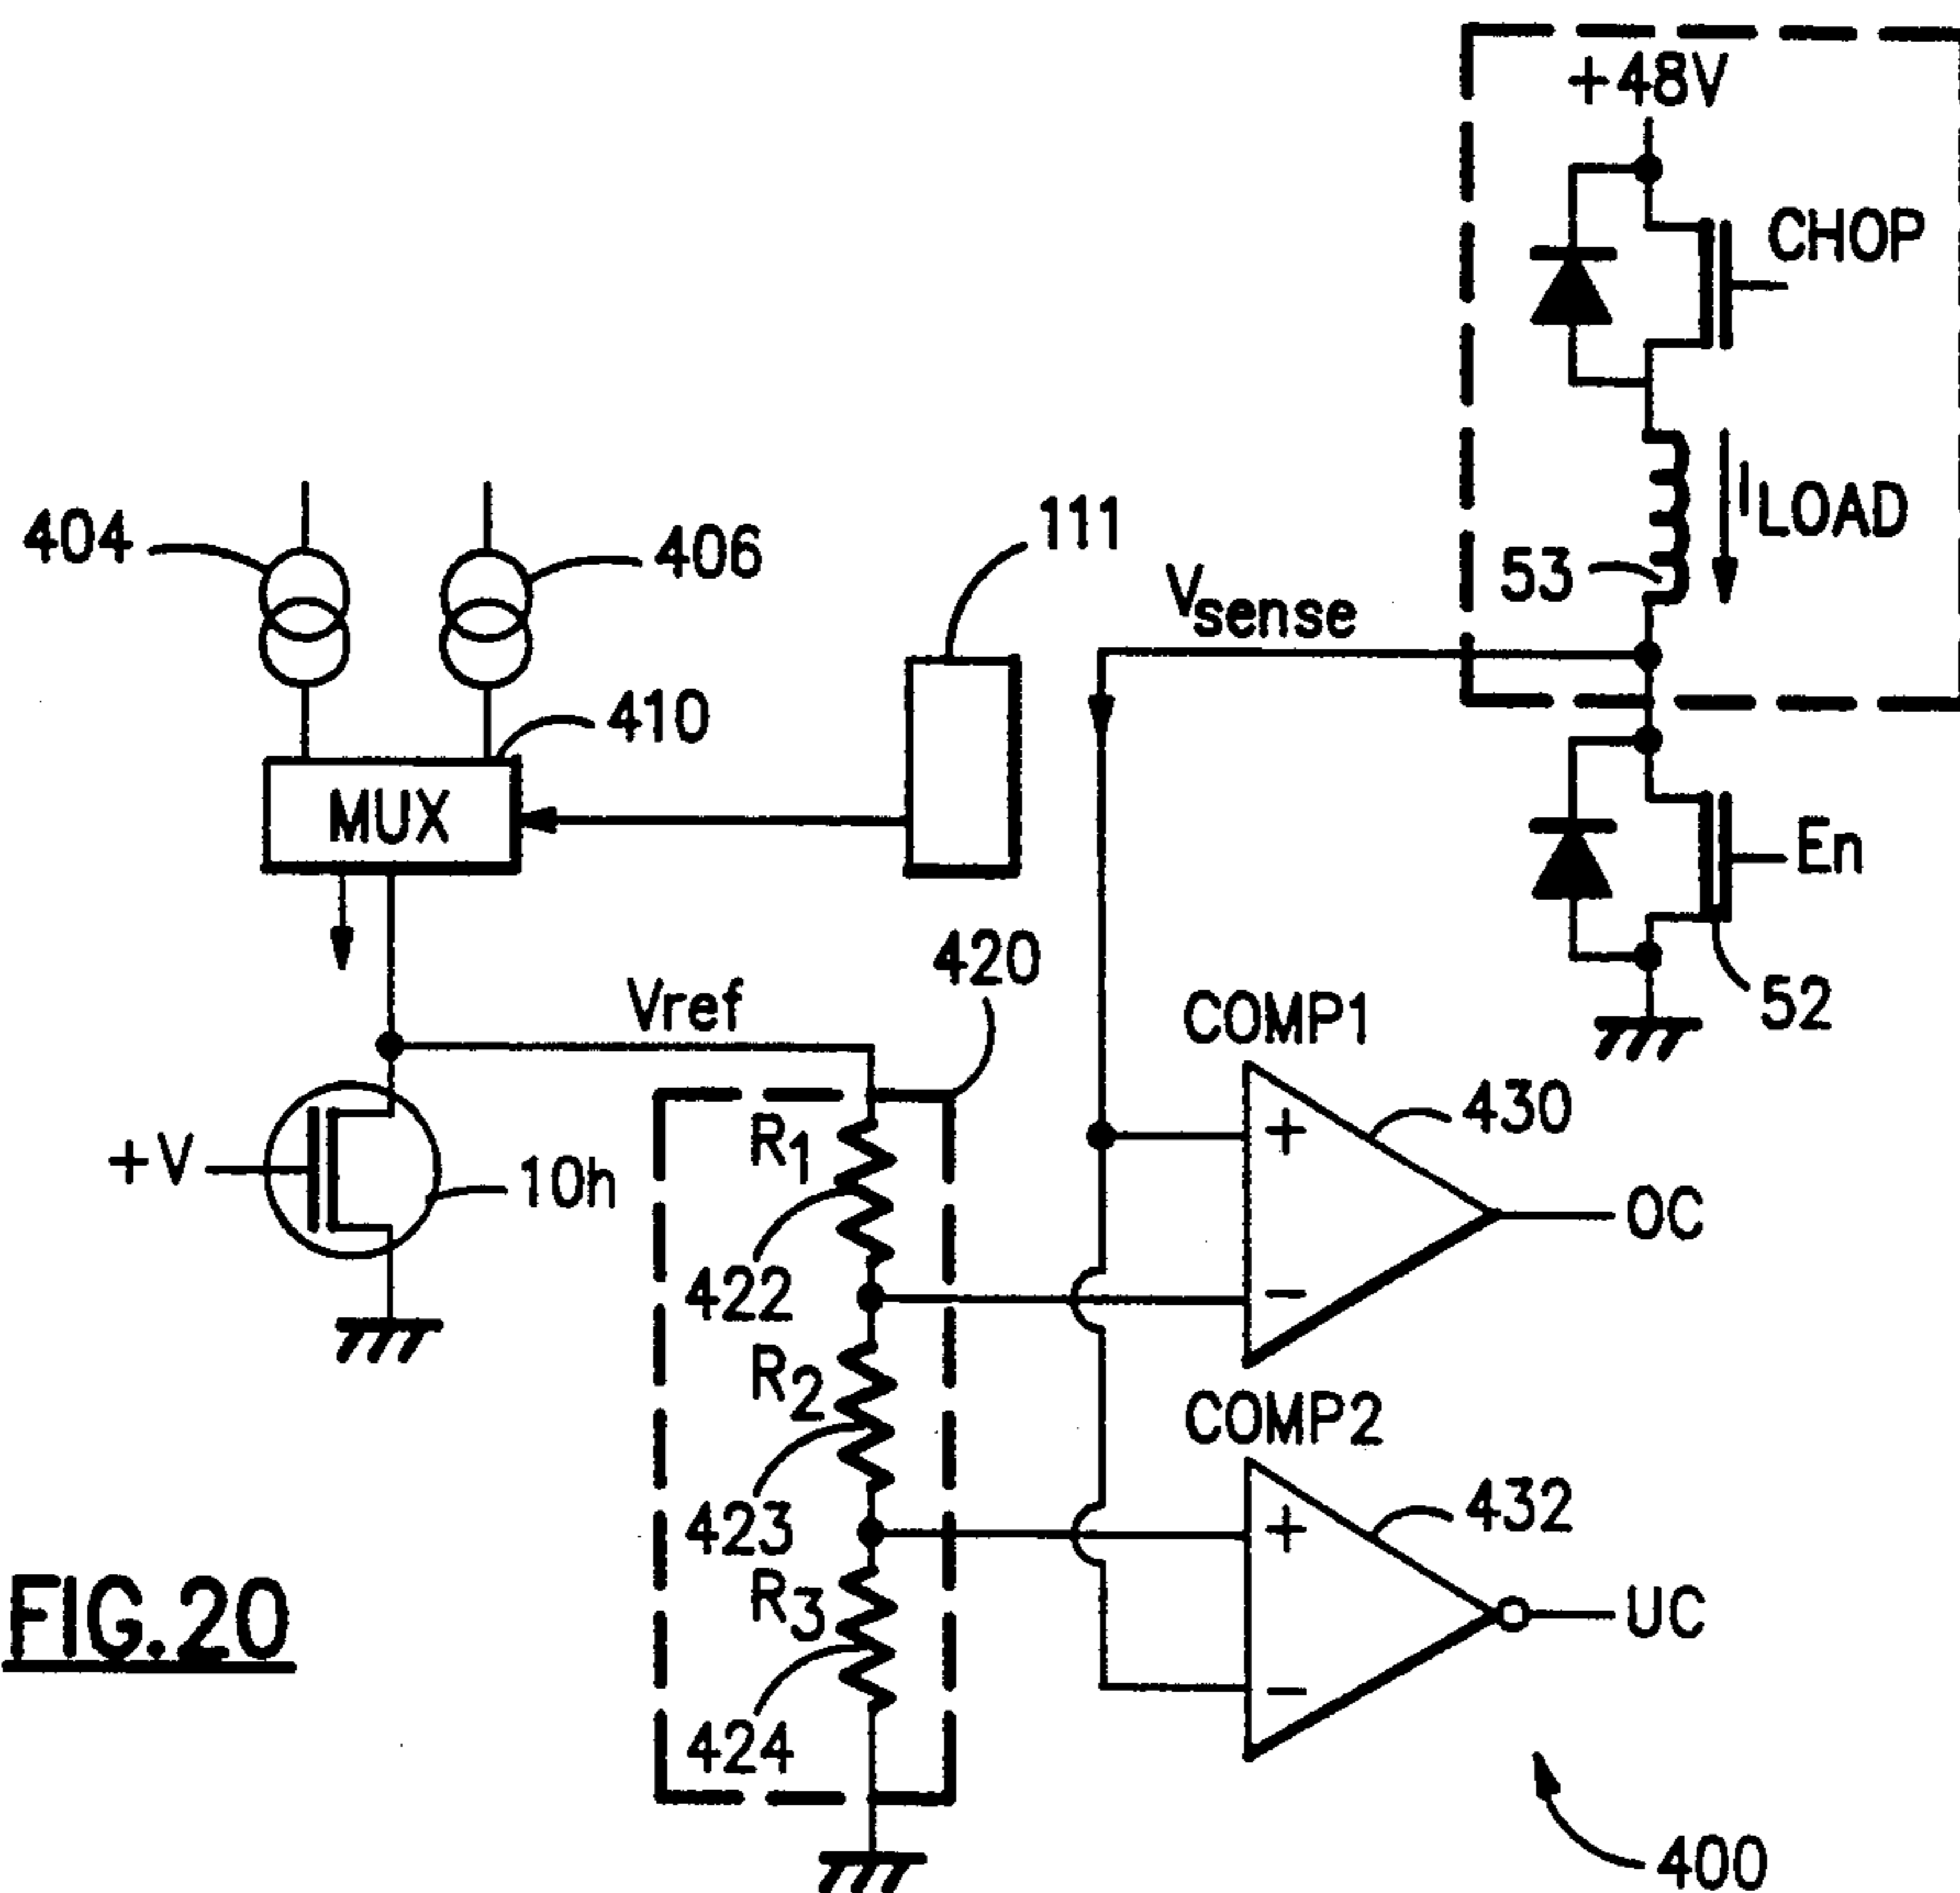 +48V
CHOP
404
406
111
ILOAD
53
Vsense
410
MUX
En
420
52
Vref
COMP1
430
+V
10h
R1
+
OC
422
−
R2
COMP2
423
+
432
R3
UC
FIG.20
424
−
400